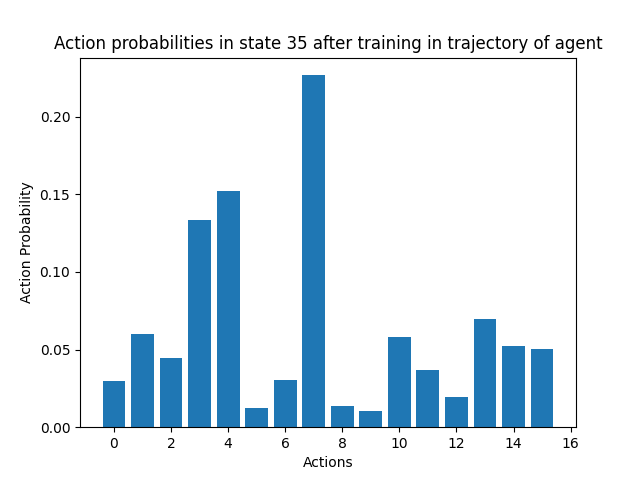 Action probabilities in state 35 after training in trajectory of agent
0.20
0.15
0.10
0.05
0.00
Action Probability
0 2 4 6 8 10 12 14 16
Actions